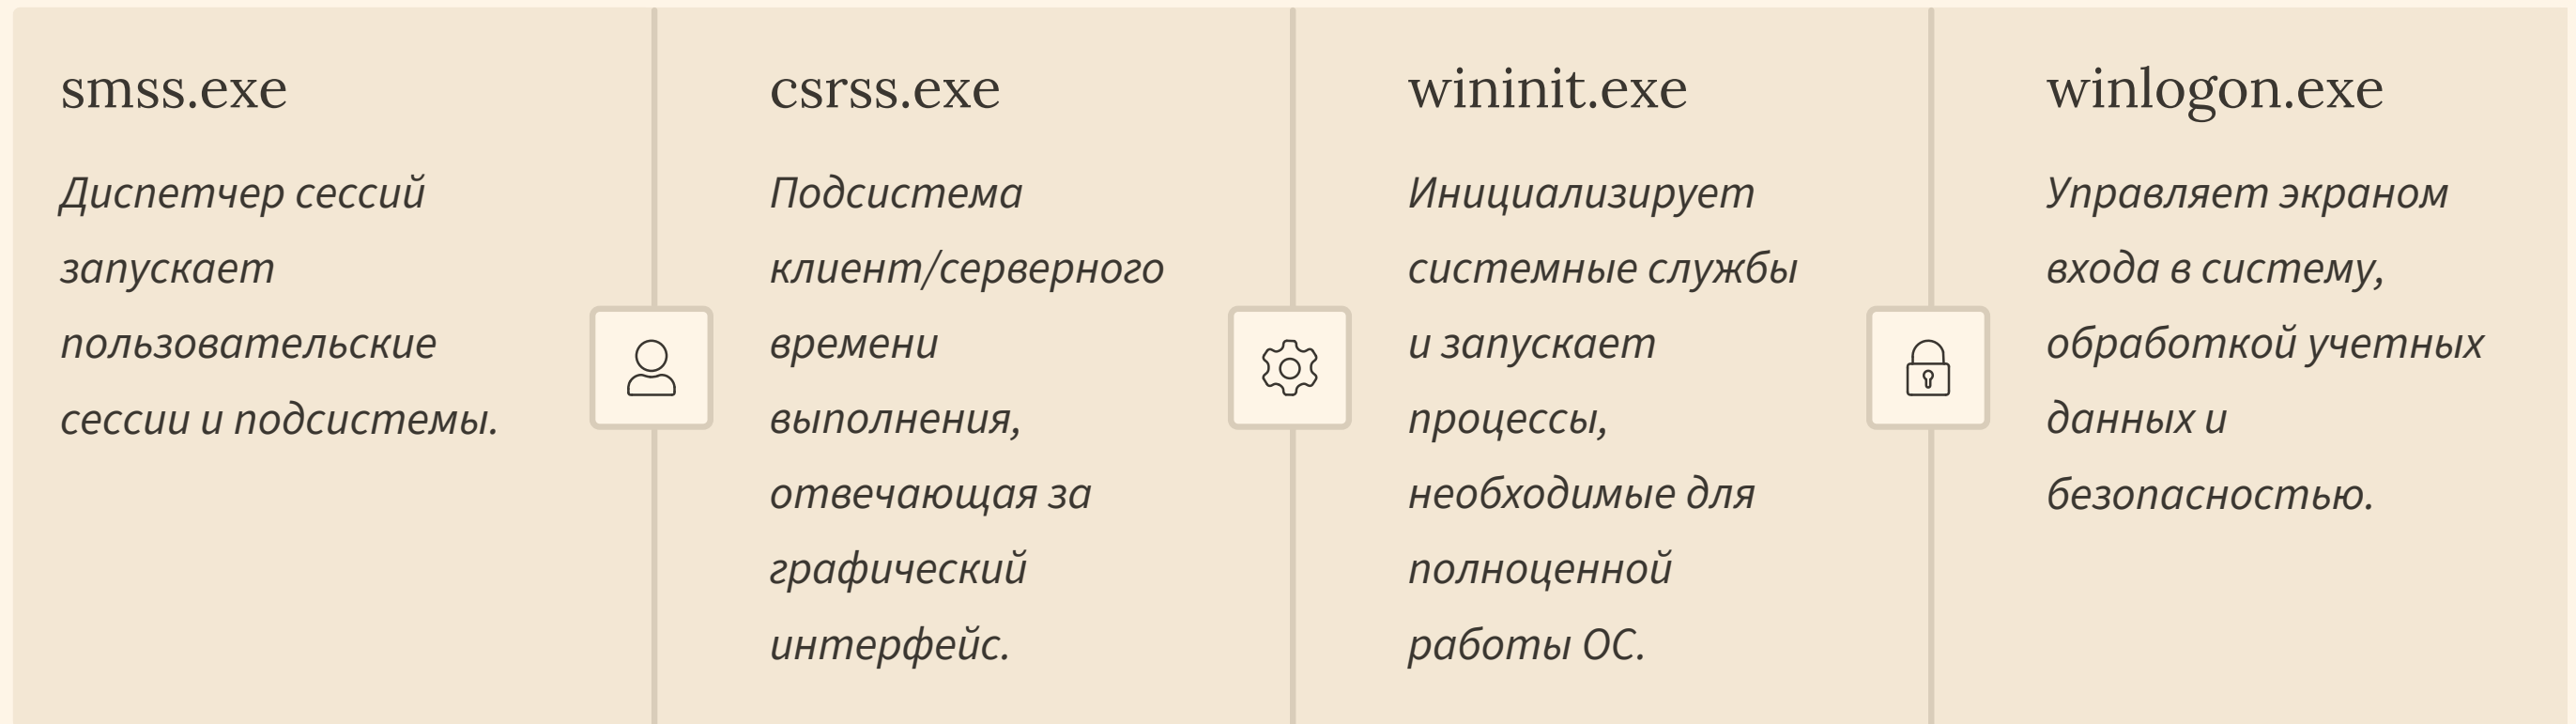 smss.exe
Диспетчер сессий
запускает
пользовательские
сессии и подсистемы.
csrss.exe
Подсистема
клиент/серверного
времени
выполнения,
отвечающая за
графический
интерфейс.
wininit.exe
Инициализирует
системные службы
и запускает
процессы,
необходимые для
полноценной
работы ОС.
winlogon.exe
Управляет экраном
входа в систему,
обработкой учетных
данных и
безопасностью.